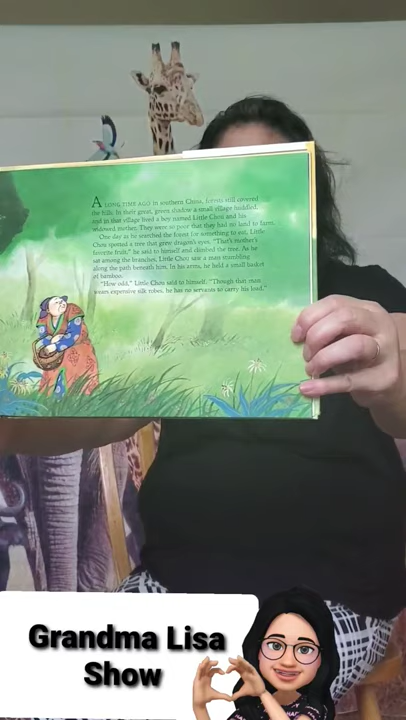 A LONG TIME AGO in southern China, forests still covered
the hills. In their great, green shadow a small village huddled,
and in that village lived a boy named Little Chou and his
widowed mother. They were so poor that they had no land to farm.
One day as he searched the forest for something to eat, Little
Chou spotted a tree that grew dragon's eyes. "That's mother's
favorite fruit," he said to himself and climbed the tree. As he
sat among the branches, Little Chou saw a man stumbling
along the path beneath him. In his arms, he held a small basket
of bamboo.
"How odd," Little Chou said to himself. "Though that man
wears expensive silk robes, he has no servants to carry his load."
Grandma Lisa
Show